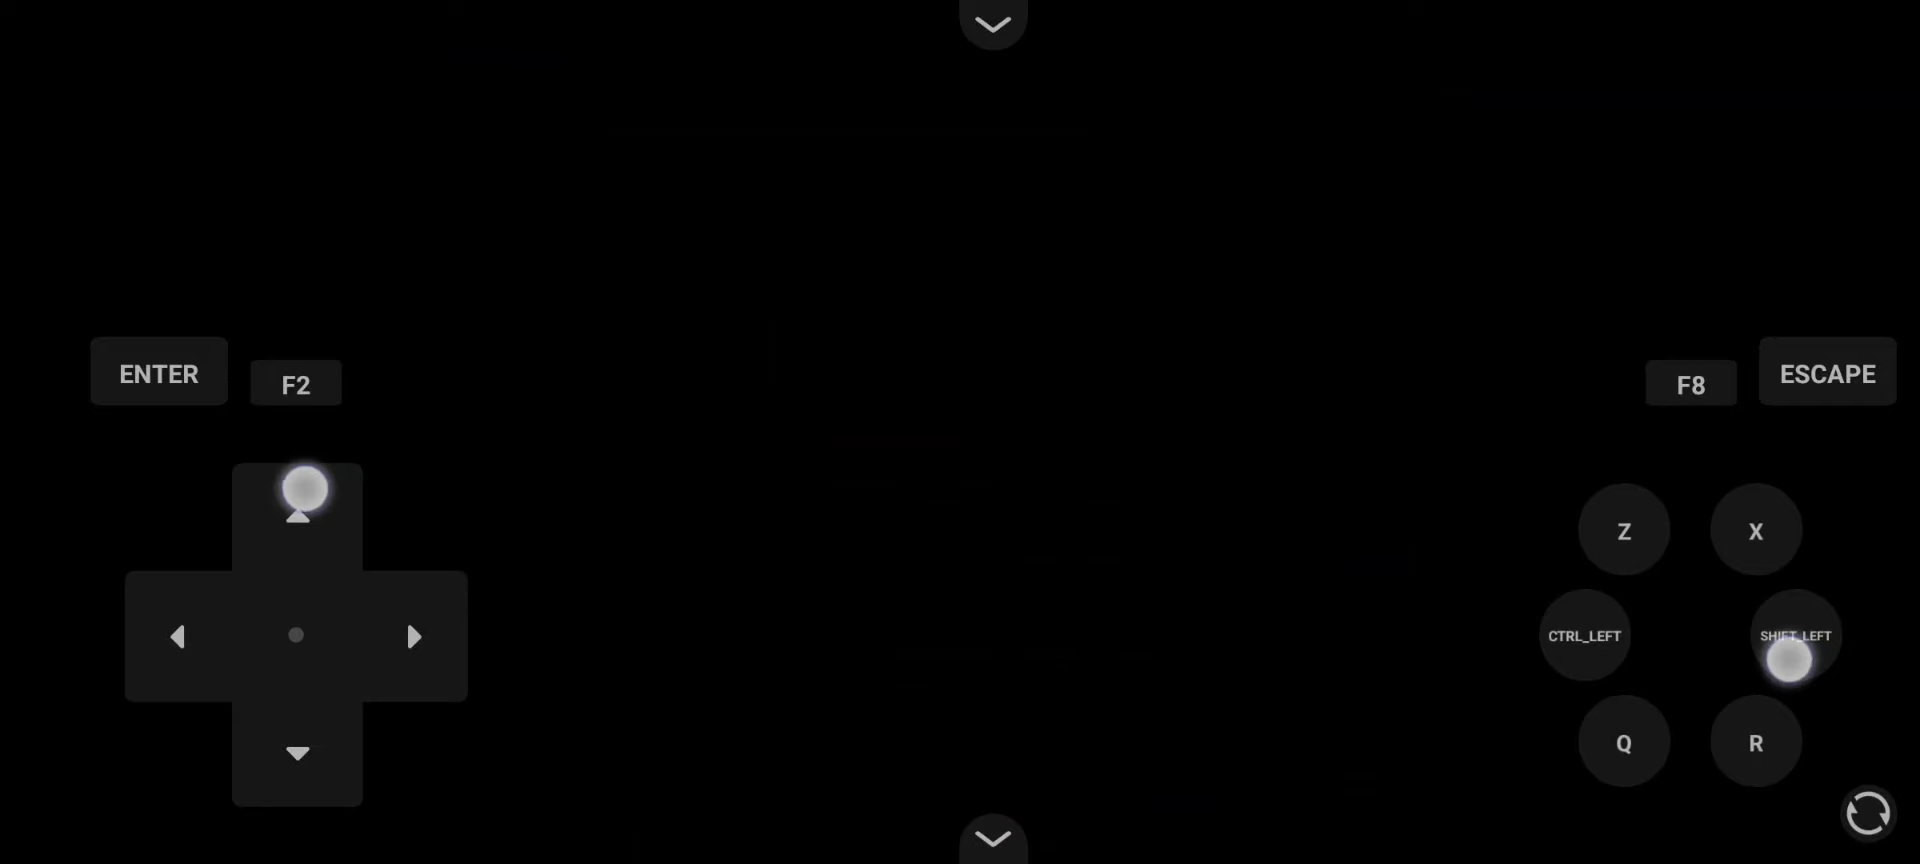 ENTER
F2
F8
ESCAPE
Z
X
CTRL_LEFT
SHIFT_LEFT
Q
R